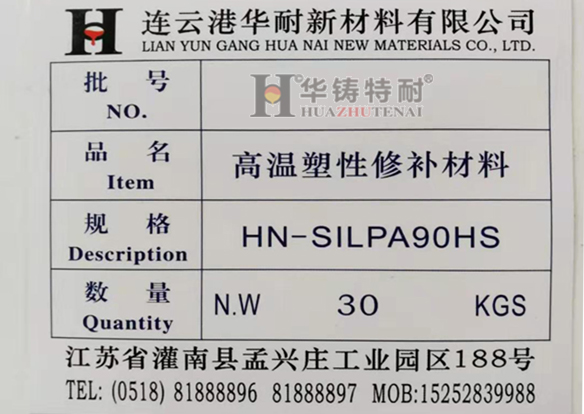 连云港华耐新材料有限公司
LIAN YUN GANG HUA NAI NEW MATERIALS CO., LTD.
批 号
NO.
华铸特耐®
HUAZHUTENAI
品 名
Item
高温塑性修补材料
规 格
Description
HN-SILPA90HS
数 量
Quantity
N.W 30 KGS
江苏省灌南县孟兴庄工业园区188号
TEL: (0518) 81888896 81888897 MOB:15252839988